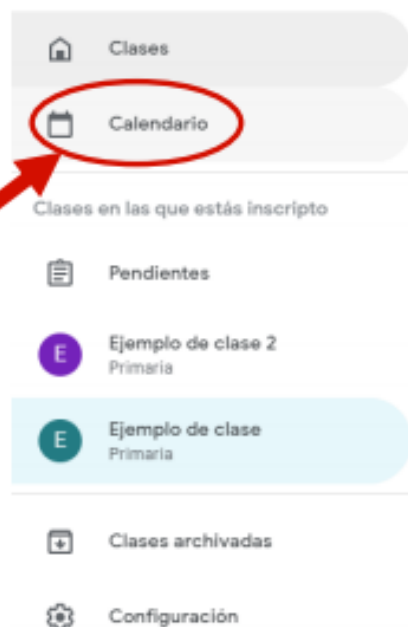 Clases
Calendario
Clases en las que estás inscripto
Pendientes
E
Ejemplo de clase 2
Primaria
E
Ejemplo de clase
Primaria
Clases archivadas
Configuración